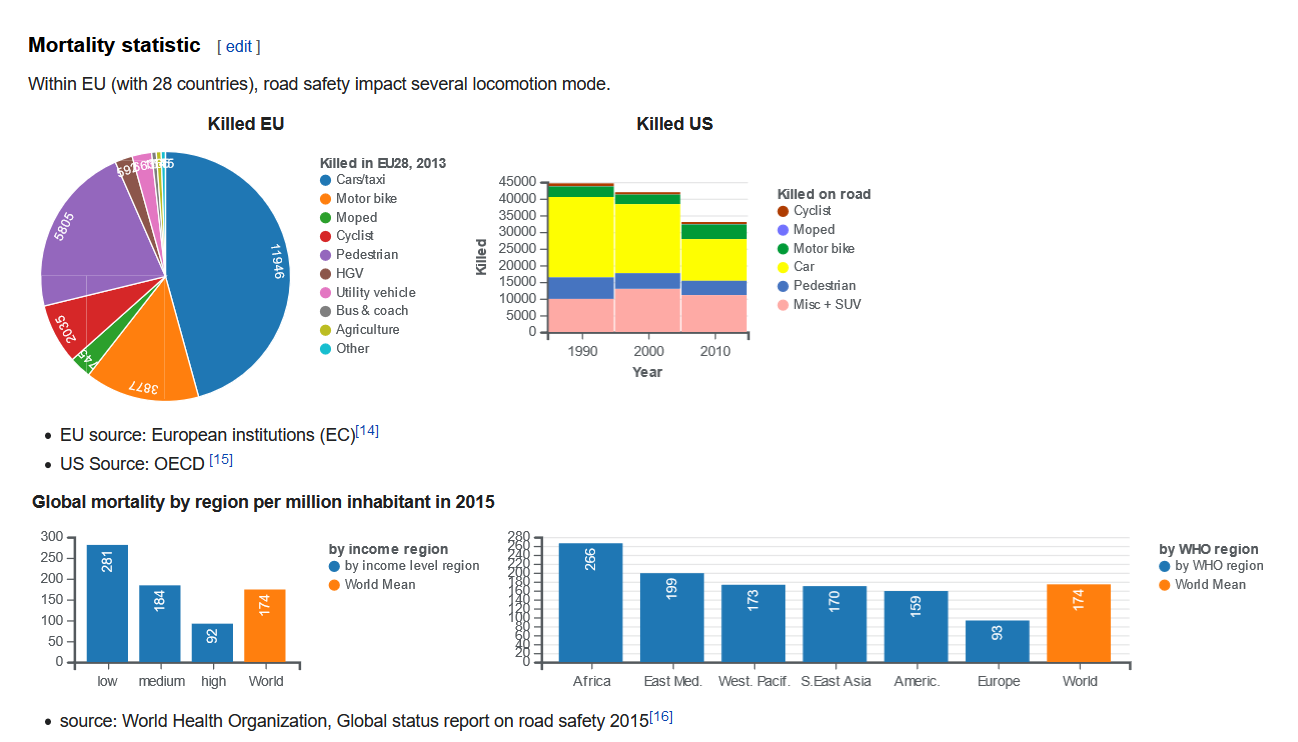 Mortality statistic [ edit ]
Within EU (with 28 countries), road safety impact several locomotion mode.
Killed EU
11946
3877
745
2035
5805
Killed in EU28, 2013
Cars/taxi
Motor bike
Moped
Cyclist
Pedestrian
HGV
Utility vehicle
Bus & coach
Agriculture
Other
Killed US
Killed
45000
40000
35000
30000
25000
20000
15000
10000
5000
0
1990 2000 2010
Year
Killed on road
Cyclist
Moped
Motor bike
Car
Pedestrian
Misc + SUV
• EU source: European institutions (EC)[14]
• US Source: OECD [15]
Global mortality by region per million inhabitant in 2015
300
250
200
150
100
50
0
281 184 92 174
low medium high World
by income region
by income level region
World Mean
280
260
240
220
200
180
160
140
120
100
80
60
40
20
0
266 199 173 170 159 93 174
Africa East Med. West. Pacif. S.East Asia Americ. Europe World
by WHO region
by WHO region
World Mean
• source: World Health Organization, Global status report on road safety 2015[16]